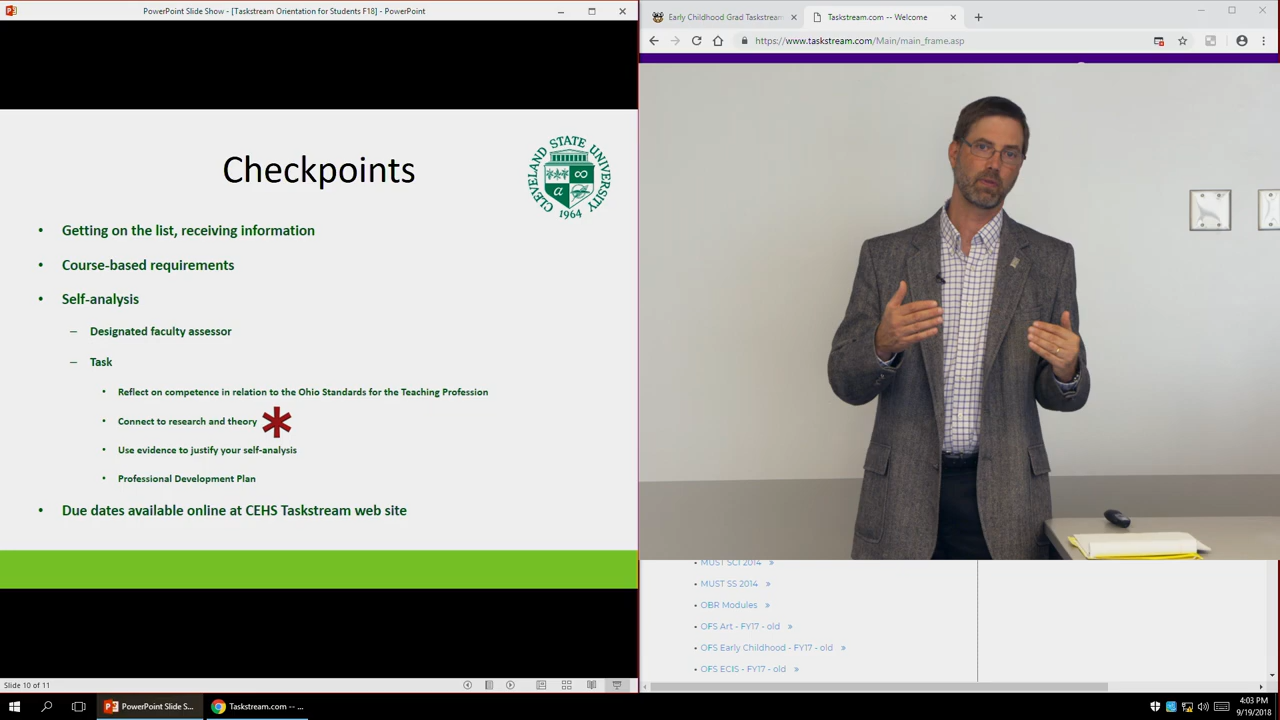 PowerPoint Slide Show - [Taskstream Orientation for Students F18] - PowerPoint
Checkpoints
CLEVELAND STATE UNIVERSITY
1964
• Getting on the list, receiving information
• Course-based requirements
• Self-analysis
– Designated faculty assessor
– Task
• Reflect on competence in relation to the Ohio Standards for the Teaching Profession
• Connect to research and theory
• Use evidence to justify your self-analysis
• Professional Development Plan
• Due dates available online at CEHS Taskstream web site
Slide 10 of 11
Early Childhood Grad Taskstream
Taskstream.com -- Welcome
https://www.taskstream.com/Main/main_frame.asp
• MUST SCI 2014 »
• MUST SS 2014 »
• OBR Modules »
• OFS Art - FY17 - old »
• OFS Early Childhood - FY17 - old »
• OFS ECIS - FY17 - old »
PowerPoint Slide S...
Taskstream.com -- ...
4:03 PM
9/19/2018